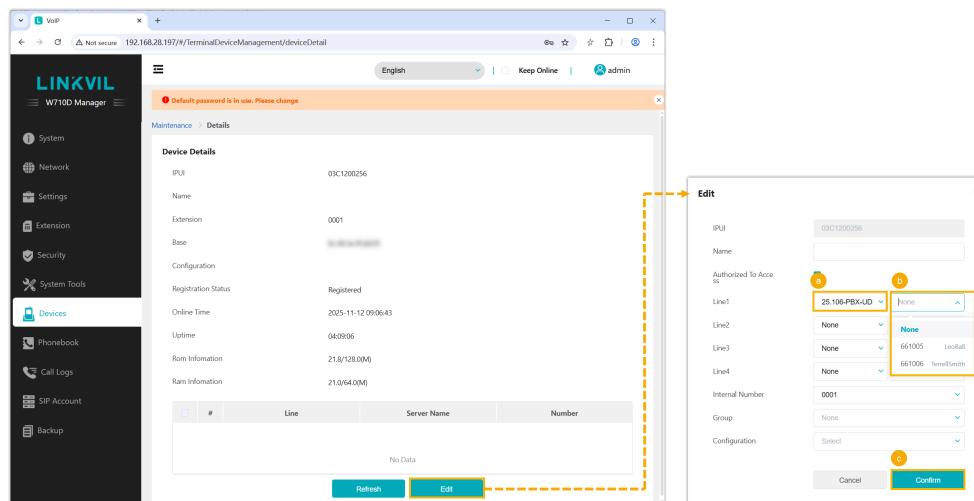 VoIP
Not secure 192.168.28.197/#/TerminalDeviceManagement/deviceDetail
LINKVIL
W710D Manager
System
Network
Settings
Extension
Security
System Tools
Devices
Phonebook
Call Logs
SIP Account
Backup
English
Keep Online
admin
Default password is in use. Please change
Maintenance > Details
Device Details
IPUI 03C1200256
Name
Extension 0001
Base
Configuration
Registration Status Registered
Online Time 2025-11-12 09:06:43
Uptime 04:09:06
Rom Infomation 21.8/128.0(M)
Ram Infomation 21.0/64.0(M)
# Line Server Name Number
No Data
Refresh Edit
Edit
IPUI 03C1200256
Name
Authorized To Acce
ss
a b
Line1 25.106-PBX-UD None
None
661005 LeoBall
661006 TerrellSmith
Line2 None
Line3 None
Line4 None
Internal Number 0001
Group None
Configuration Select
c
Cancel Confirm